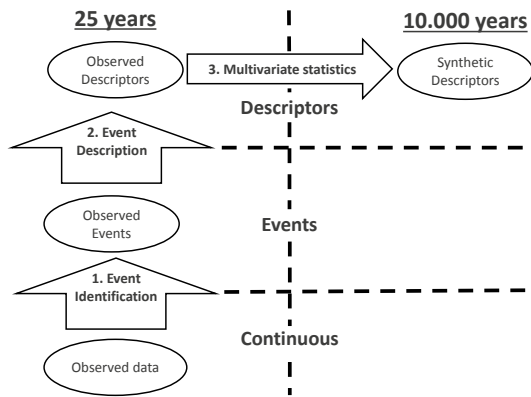 25 years
10.000 years
Observed
Descriptors
3. Multivariate statistics
Synthetic
Descriptors
Descriptors
2. Event
Description
Observed
Events
Events
1. Event
Identification
Continuous
Observed data